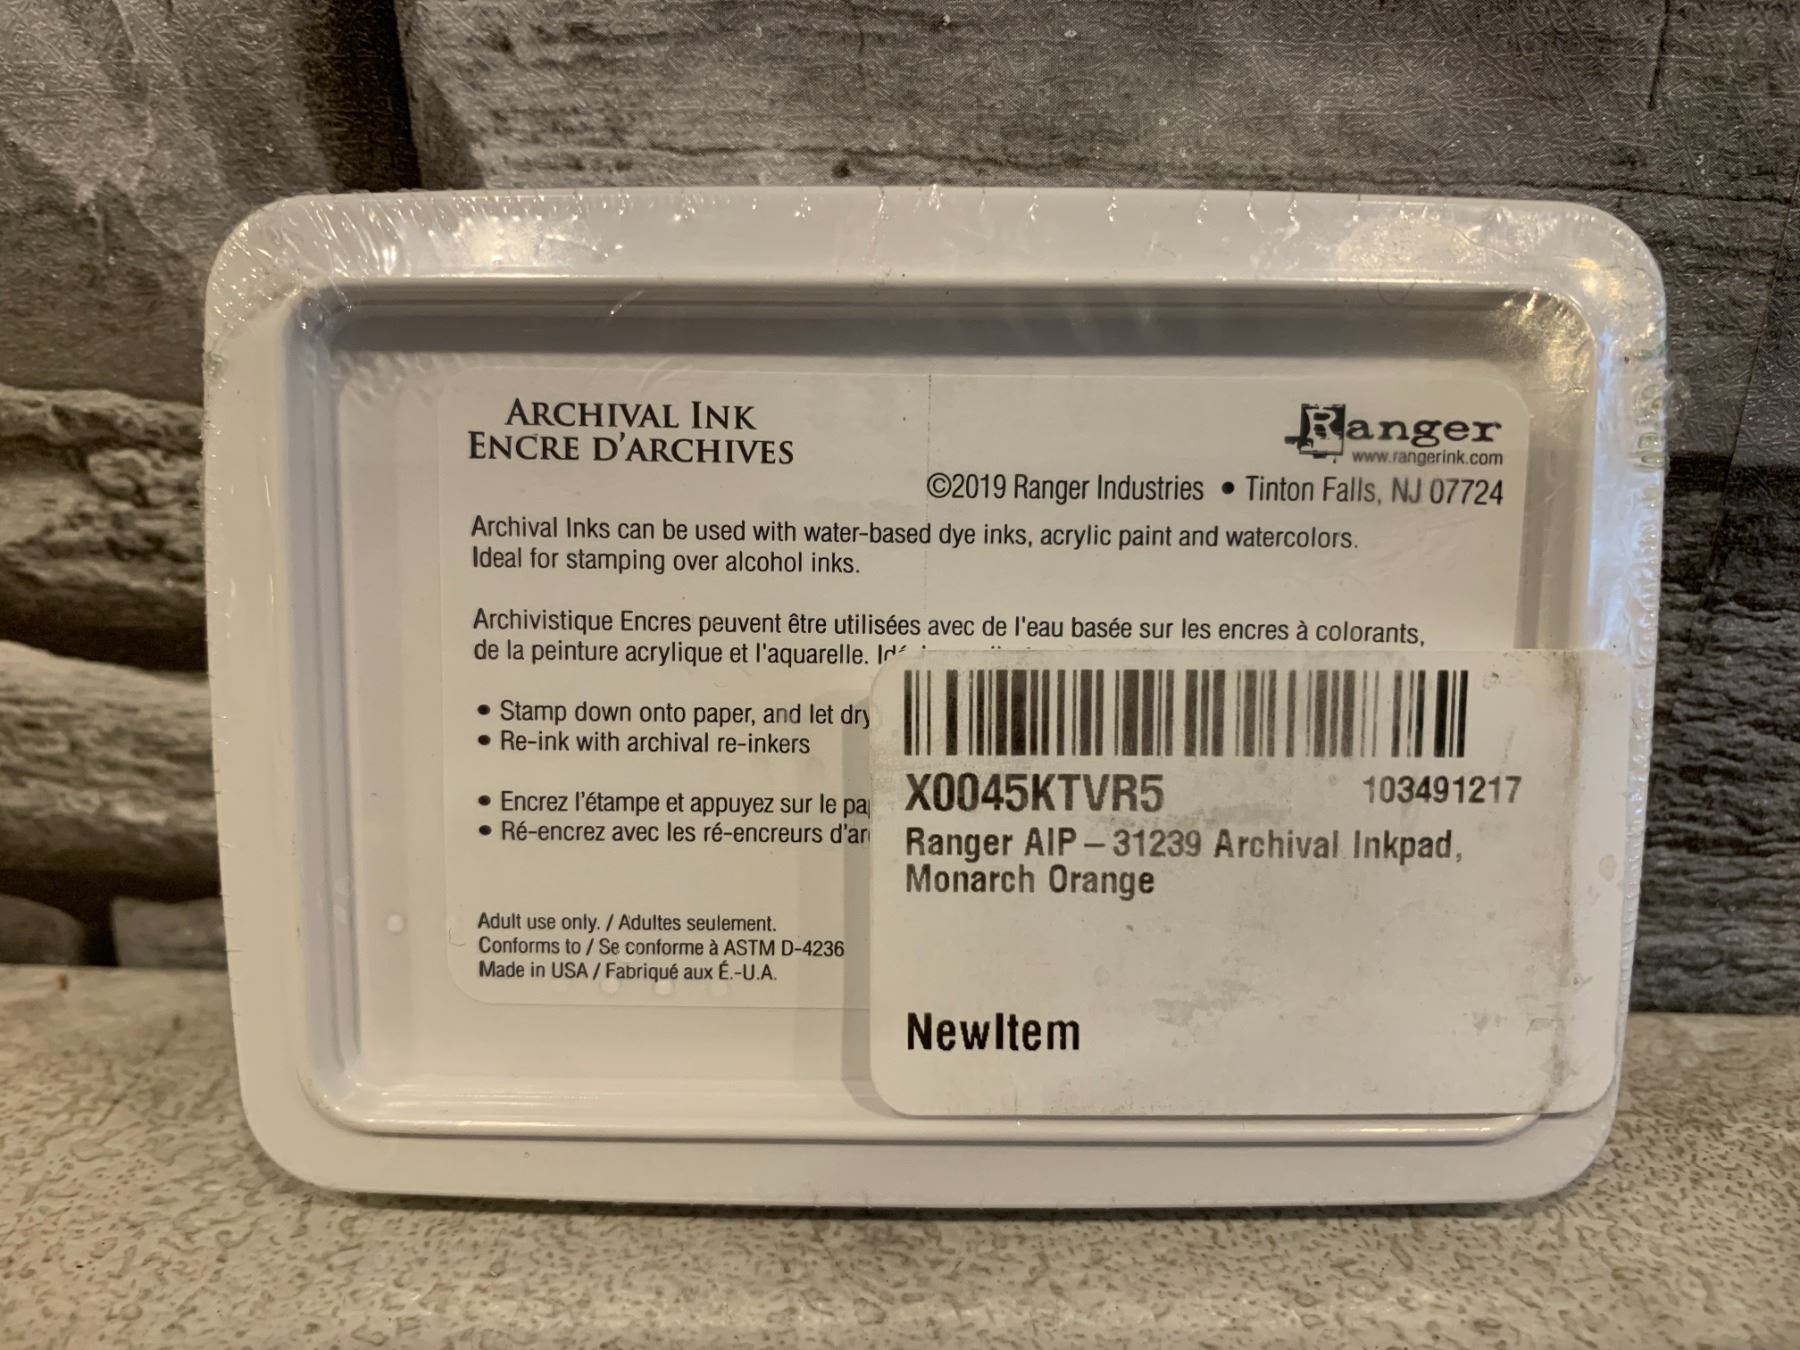 ARCHIVAL INK
ENCRE D'ARCHIVES
Ranger
www.rangerink.com
©2019 Ranger Industries • Tinton Falls, NJ 07724
Archival Inks can be used with water-based dye inks, acrylic paint and watercolors.
Ideal for stamping over alcohol inks.
Archivistique Encres peuvent être utilisées avec de l'eau basée sur les encres à colorants,
de la peinture acrylique et l'aquarelle.
• Stamp down onto paper, and let dry
• Re-ink with archival re-inkers
• Encrez l'étampe et appuyez sur le
• Ré-encrez avec les ré-encreurs
Adult use only. / Adultes seulement.
Conforms to / Se conforme à ASTM D-4236
Made in USA / Fabriqué aux É.-U.A.
X0045KTVR5 103491217
Ranger AIP – 31239 Archival Inkpad,
Monarch Orange
NewItem